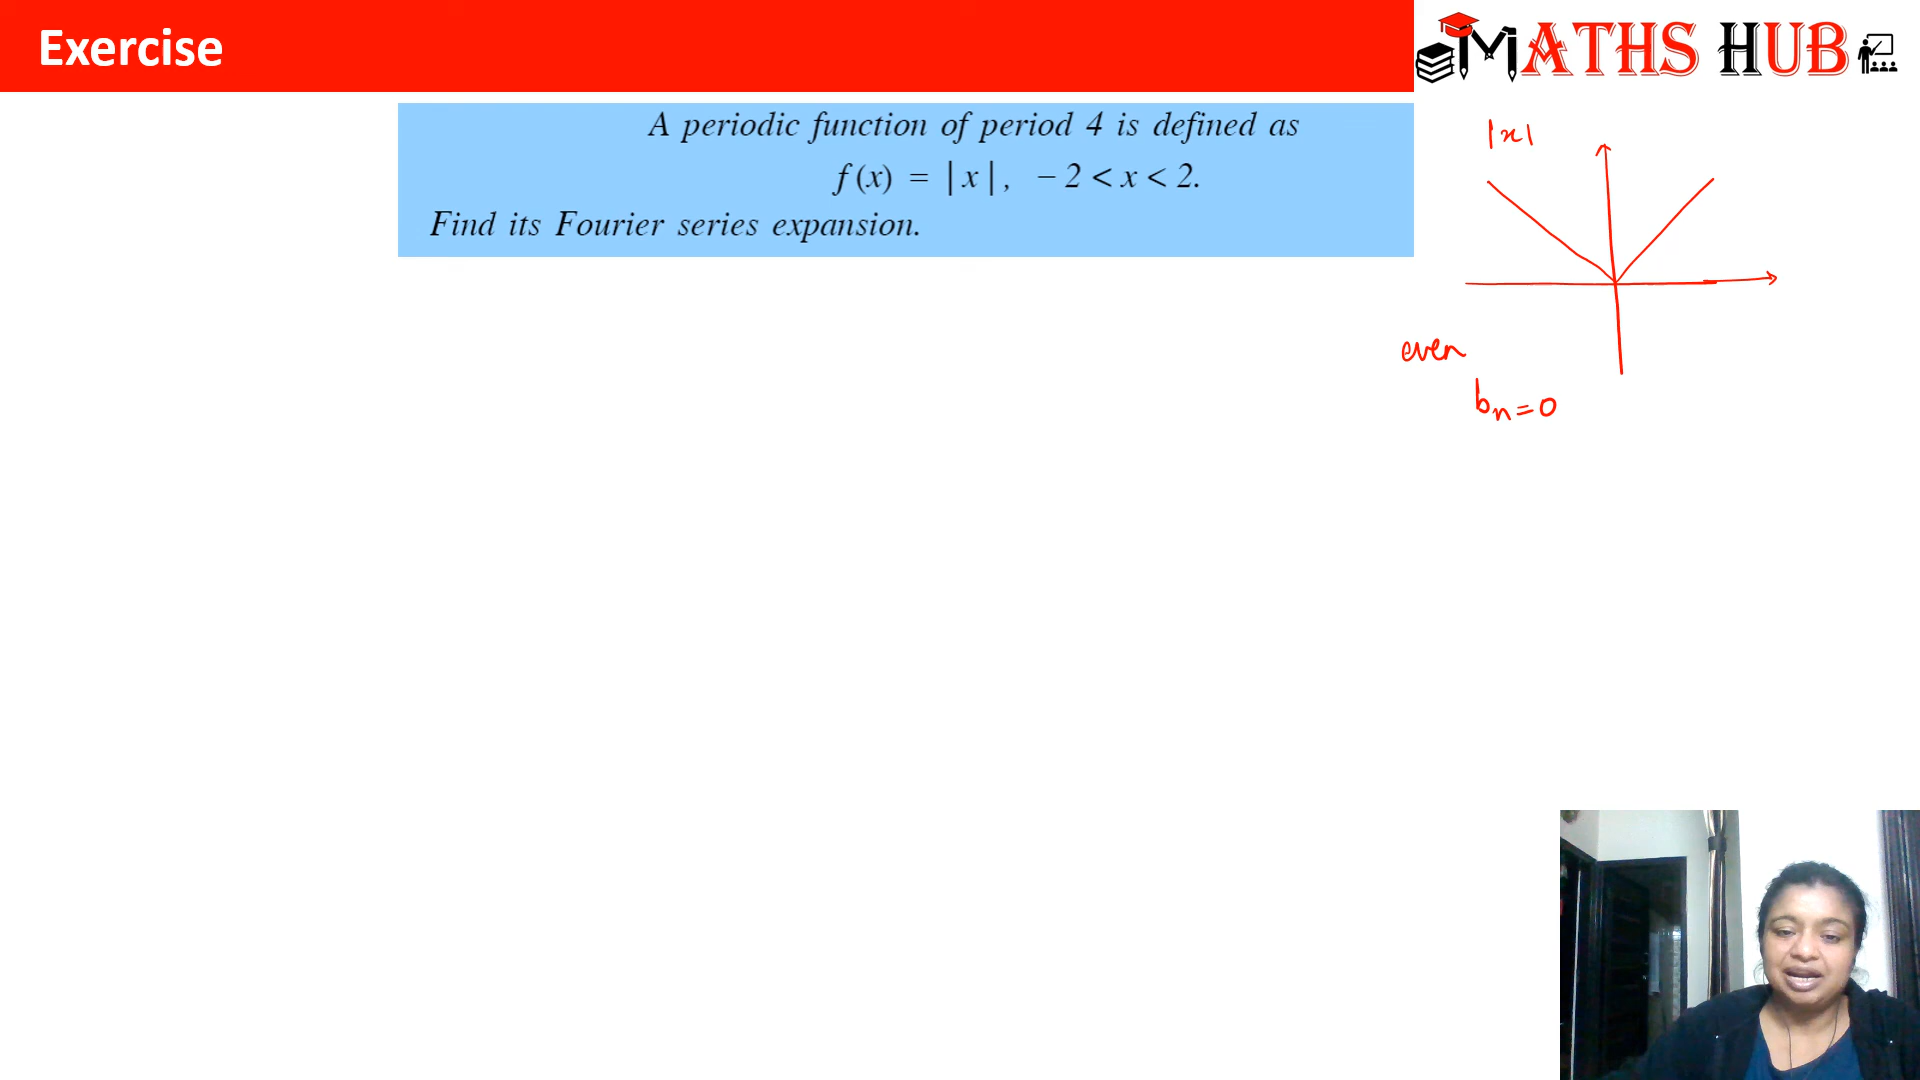 Exercise
MATHS HUB
A periodic function of period 4 is defined as
f(x) = |x|, − 2 < x < 2.
Find its Fourier series expansion.
|x|
even
bₙ=0